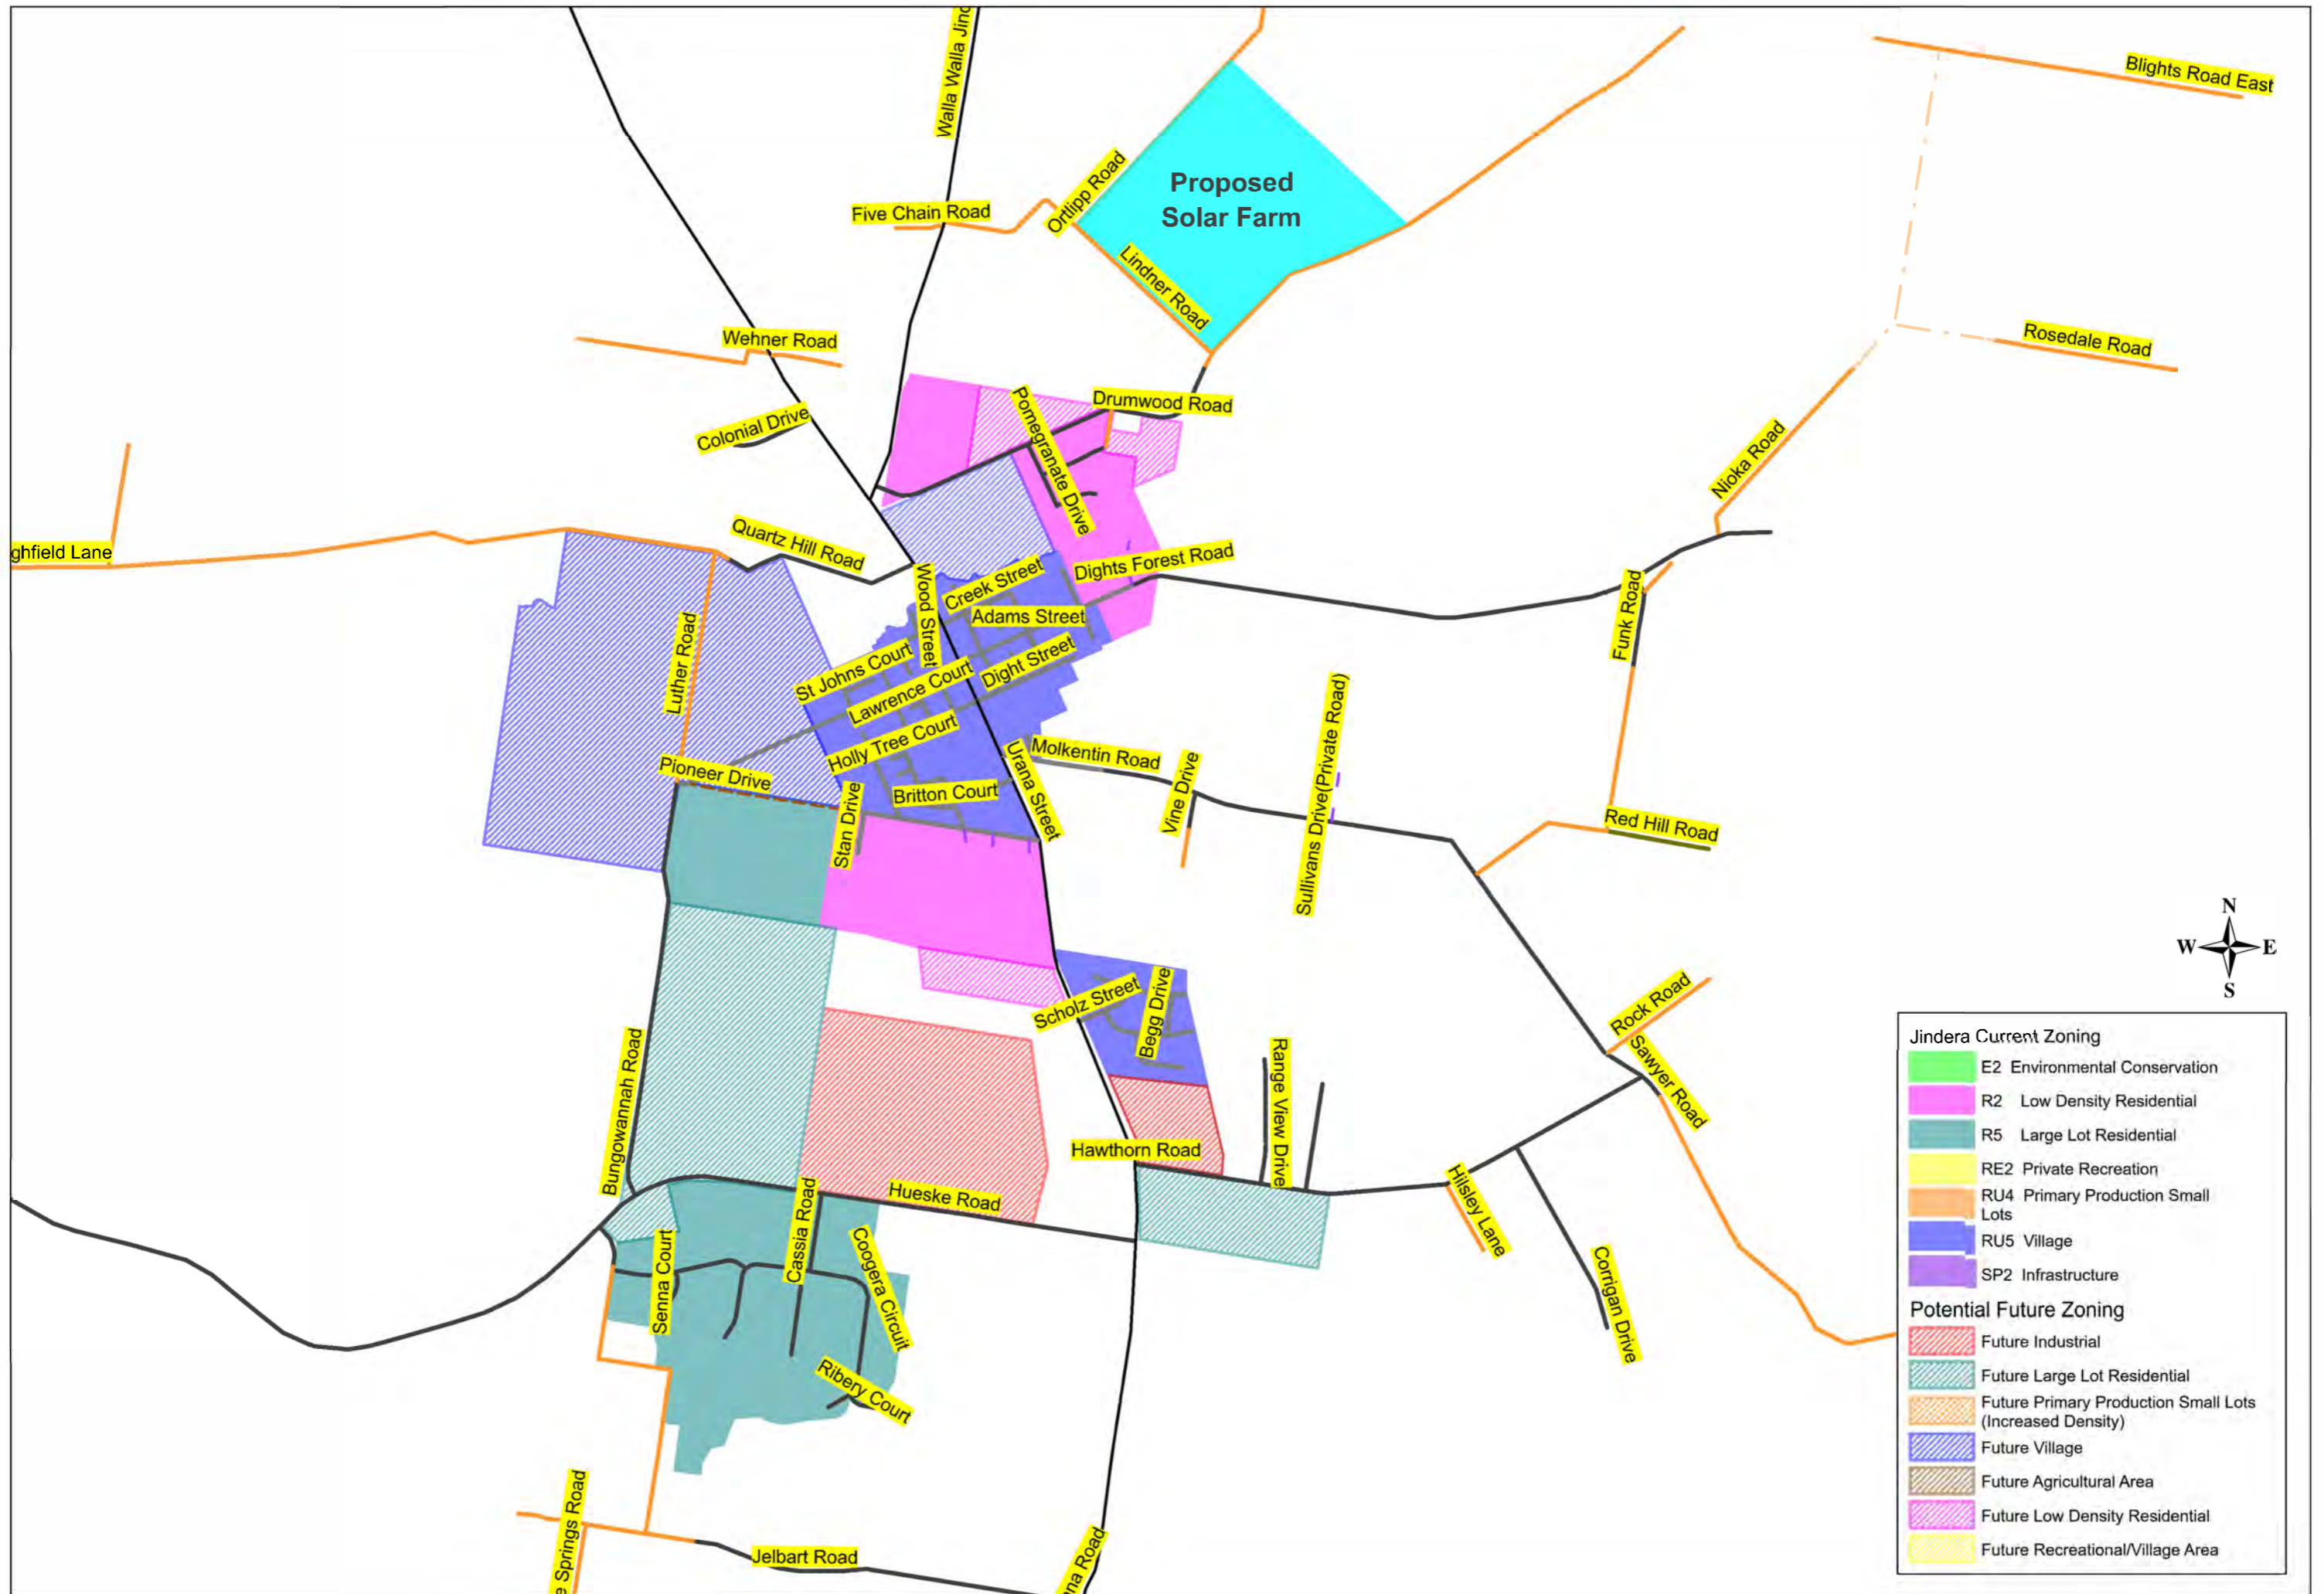 Walla Walla Jind
Blights Road East
Ortlipp Road
Proposed
Solar Farm
Five Chain Road
Lindner Road
Wehner Road
Rosedale Road
Colonial Drive
Pomegranate Drive
Drumwood Road
Nioka Road
ghfield Lane
Quartz Hill Road
Wood Street
Creek Street
Dights Forest Road
Adams Street
Funk Road
Luther Road
St Johns Court
Lawrence Court
Dight Street
Holly Tree Court
Urana Street
Molkentin Road
Pioneer Drive
Stan Drive
Britton Court
Vine Drive
Sullivans Drive(Private Road)
Red Hill Road
N
W
E
S
Scholz Street
Begg Drive
Rock Road
Sawyer Road
Bungowannah Road
Range View Drive
Hawthorn Road
Hueske Road
Cassia Road
Senna Court
Coogera Circuit
Hilsley Lane
Corrigan Drive
Ribery Court
e Springs Road
Jelbart Road
na Road
Jindera Current Zoning
E2 Environmental Conservation
R2 Low Density Residential
R5 Large Lot Residential
RE2 Private Recreation
RU4 Primary Production Small
Lots
RU5 Village
SP2 Infrastructure
Potential Future Zoning
Future Industrial
Future Large Lot Residential
Future Primary Production Small Lots
(Increased Density)
Future Village
Future Agricultural Area
Future Low Density Residential
Future Recreational/Village Area